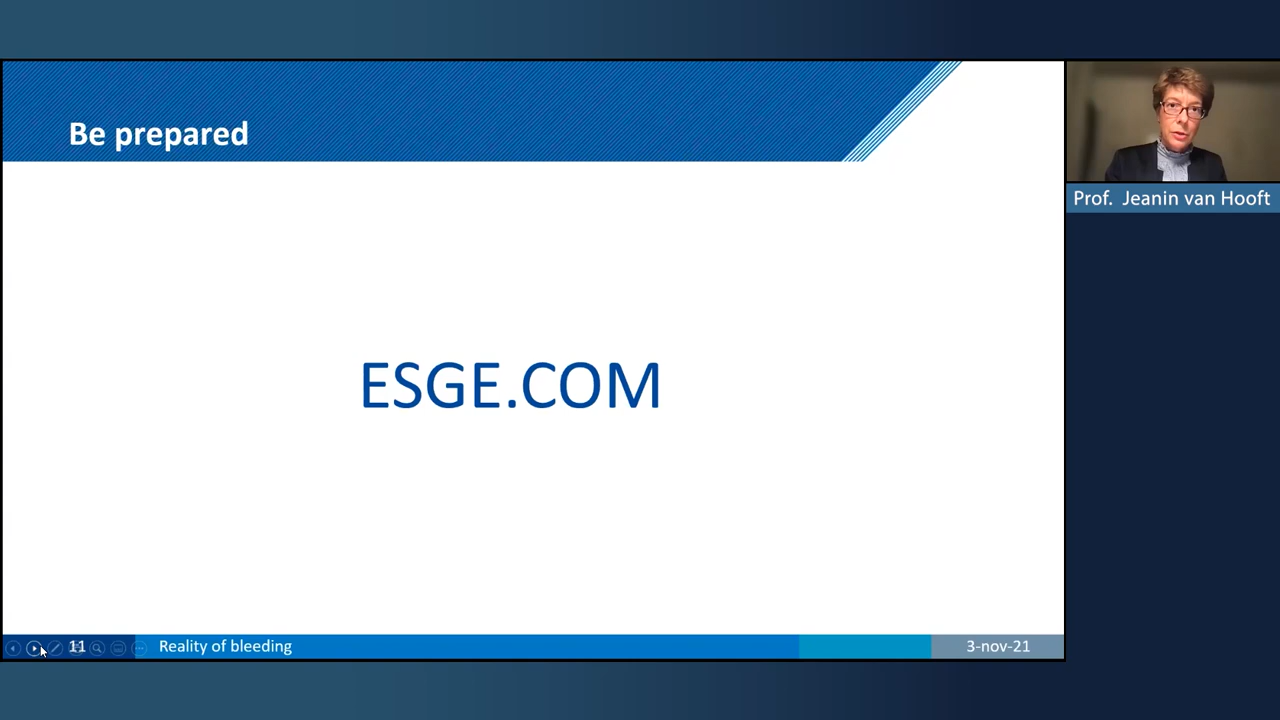 Be prepared
ESGE.COM
11
Reality of bleeding
3-nov-21
Prof. Jeanin van Hooft